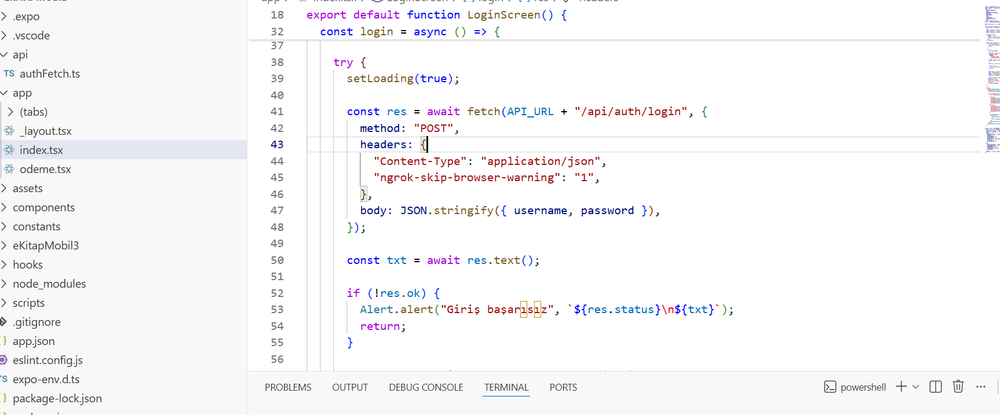 .expo
.vscode
api
TS authFetch.ts
app
(tabs)
_layout.tsx
index.tsx
odeme.tsx
assets
components
constants
eKitapMobil3
hooks
node_modules
scripts
.gitignore
{} app.json
eslint.config.js
TS expo-env.d.ts
{} package-lock.json
18 export default function LoginScreen() {
32 const login = async () => {
37
38 try {
39 setLoading(true);
40
41 const res = await fetch(API_URL + "/api/auth/login", {
42 method: "POST",
43 headers: {
44 "Content-Type": "application/json",
45 "ngrok-skip-browser-warning": "1",
46 },
47 body: JSON.stringify({ username, password }),
48 });
49
50 const txt = await res.text();
51
52 if (!res.ok) {
53 Alert.alert("Giriş başarısız", `${res.status}\n${txt}`);
54 return;
55 }
56
PROBLEMS OUTPUT DEBUG CONSOLE TERMINAL PORTS
powershell